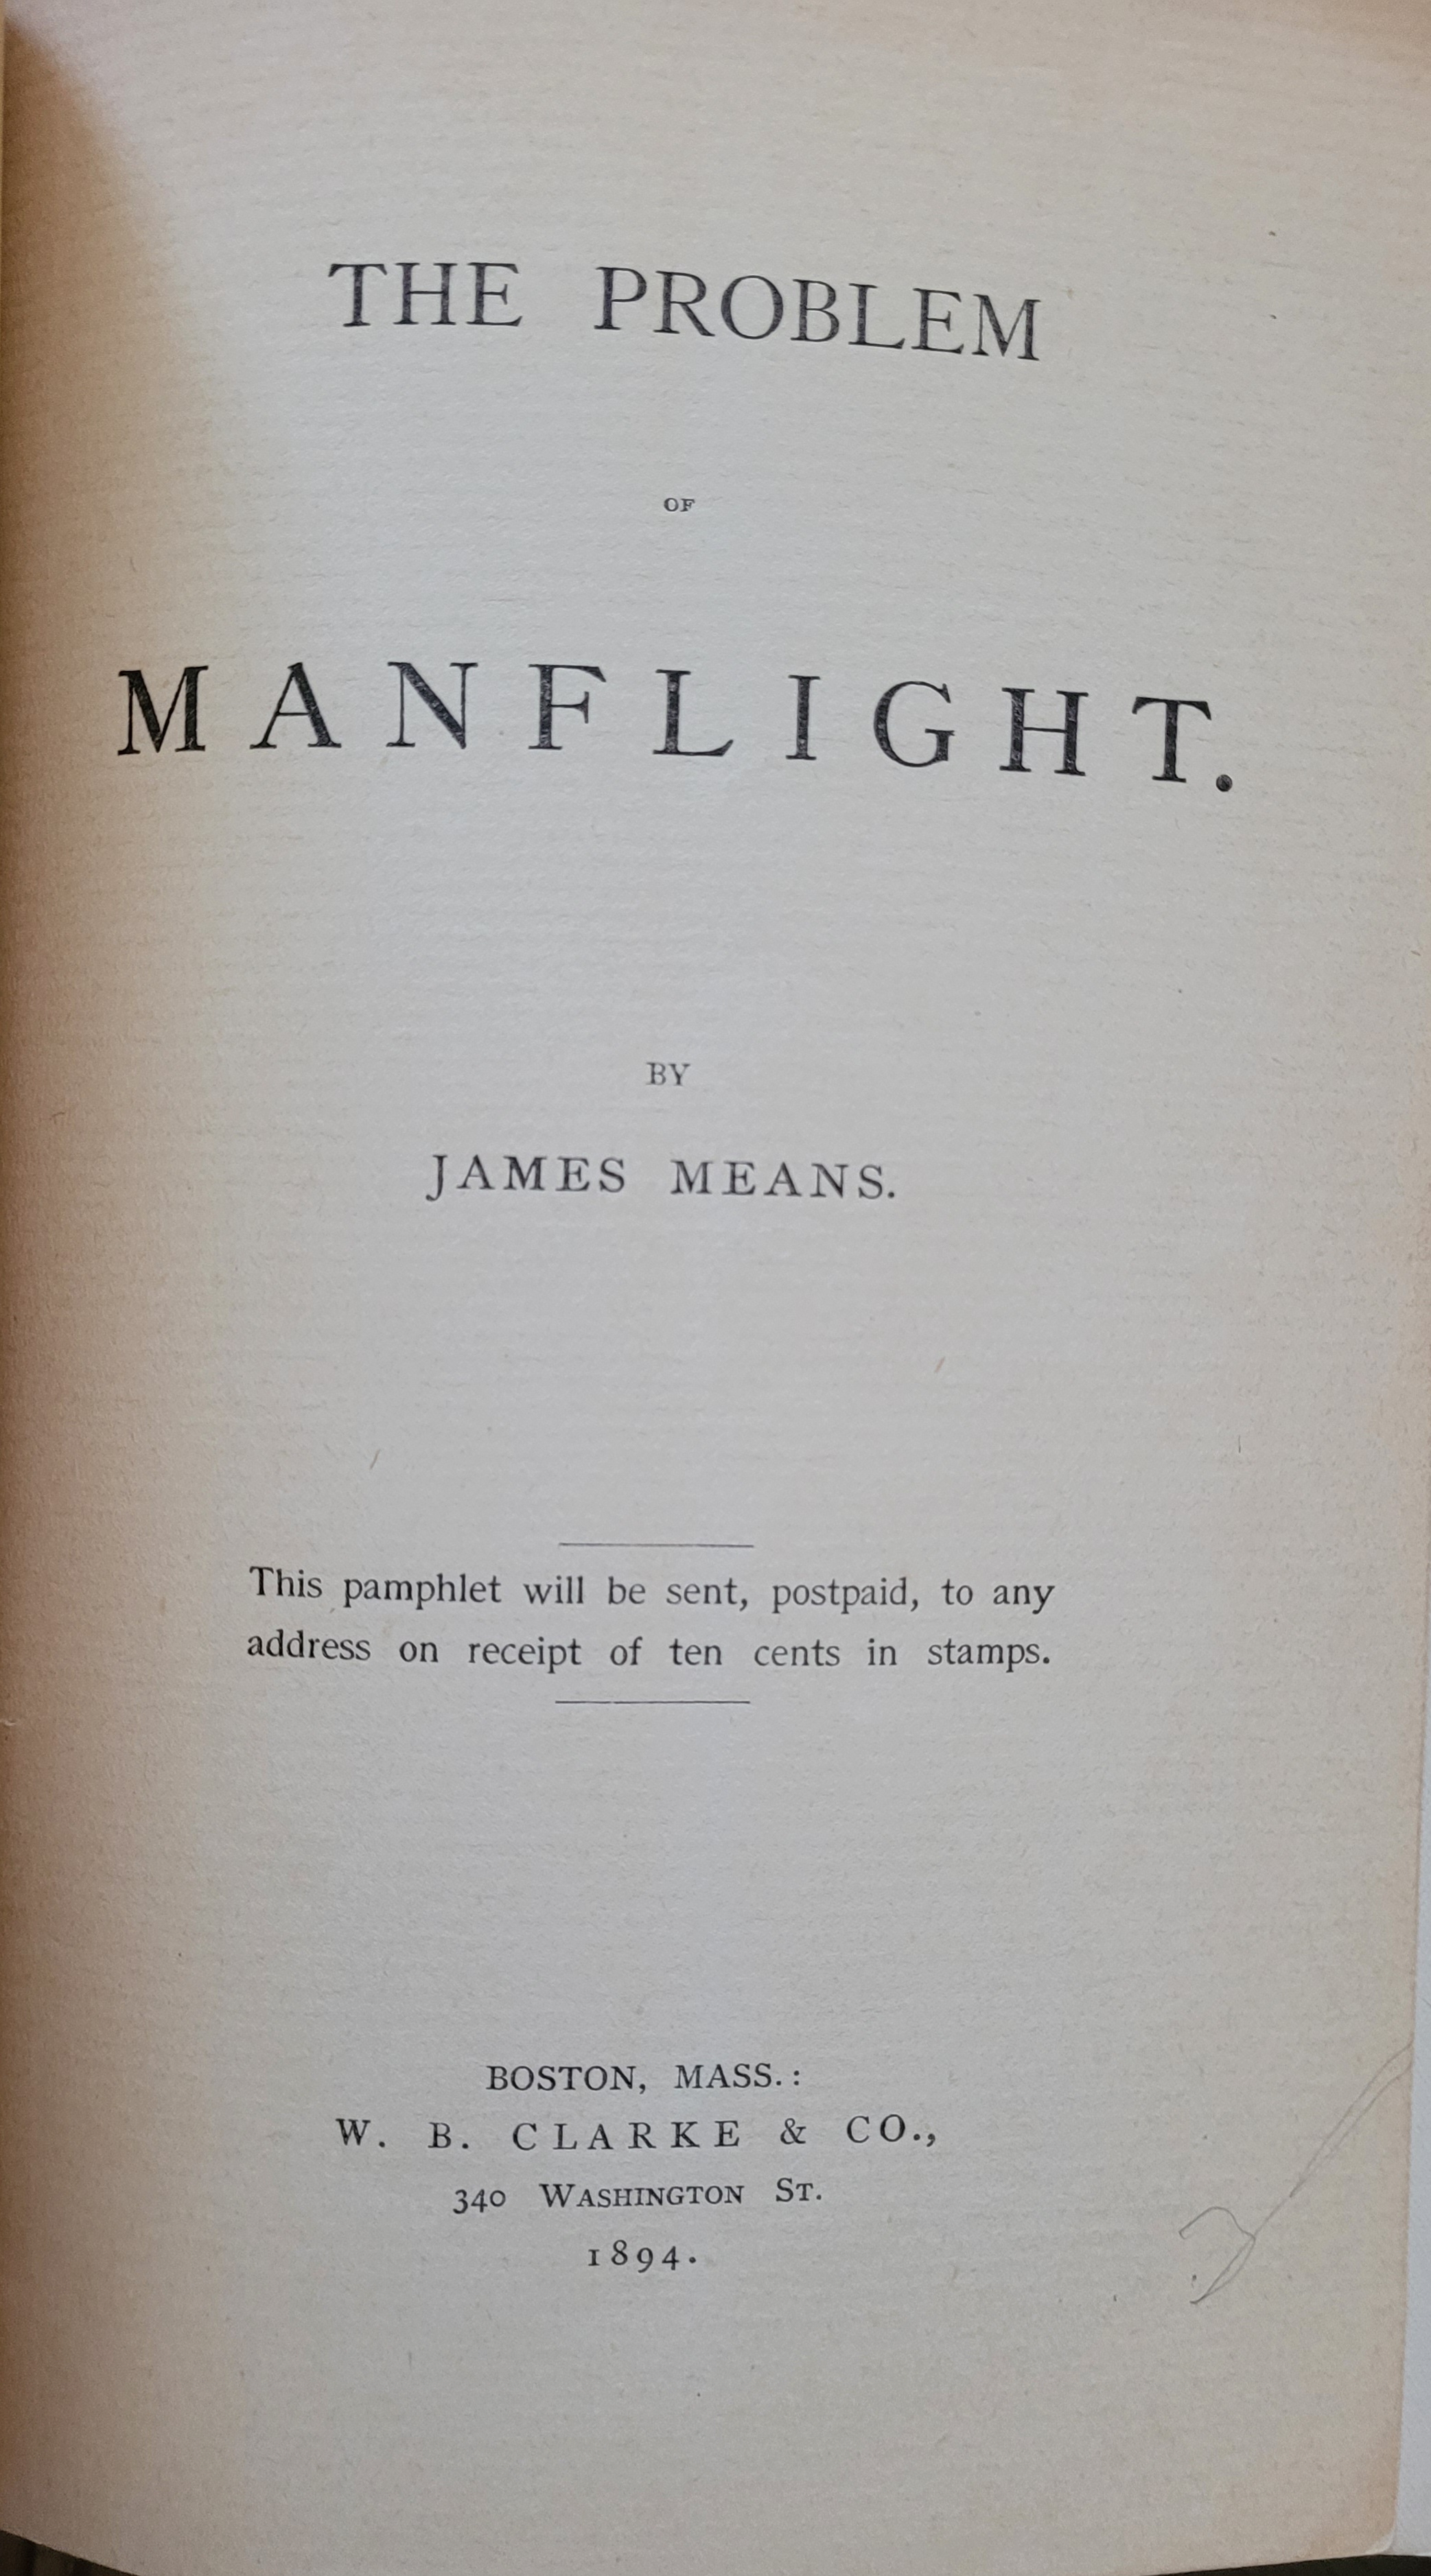 THE PROBLEM
OF
MANFLIGHT.
BY
JAMES MEANS.
This pamphlet will be sent, postpaid, to any
address on receipt of ten cents in stamps.
BOSTON, MASS.:
W. B. CLARKE & CO.,
340 WASHINGTON ST.
1894.